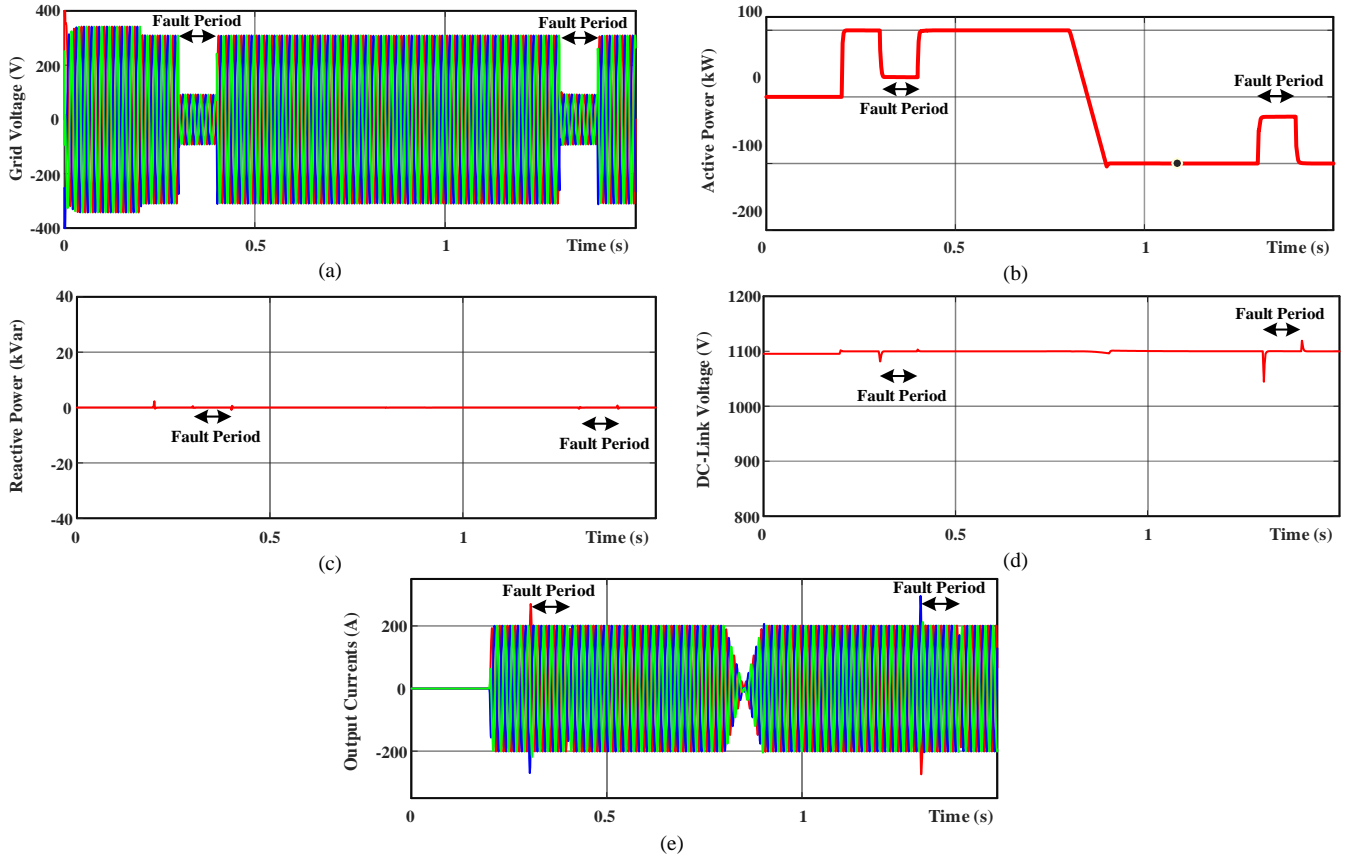 Grid Voltage (V)
400
200
0
-200
-400
Fault Period
Fault Period
0
0.5
1
Time (s)
(a)
Active Power (kW)
100
0
-100
-200
Fault Period
Fault Period
0
0.5
1
Time (s)
(b)
Reactive Power (kVar)
40
20
0
-20
-40
Fault Period
Fault Period
0
0.5
1
Time (s)
(c)
DC-Link Voltage (V)
1200
1100
1000
900
800
Fault Period
Fault Period
0
0.5
1
Time (s)
(d)
Output Currents (A)
200
0
-200
Fault Period
Fault Period
0
0.5
1
Time (s)
(e)